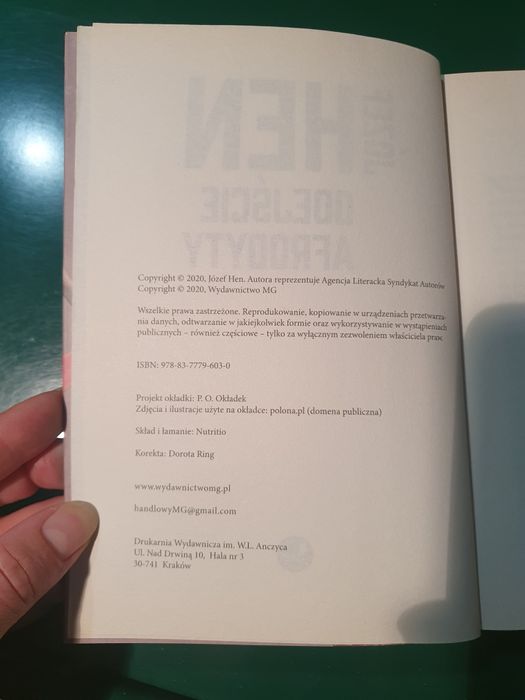 JÓZEF
HEN
ODEJŚCIE
AFRODYTY
Copyright © 2020, Józef Hen. Autora reprezentuje Agencja Literacka Syndykat Autorów
Copyright © 2020, Wydawnictwo MG
Wszelkie prawa zastrzeżone. Reprodukowanie, kopiowanie w urządzeniach przetwarza-
nia danych, odtwarzanie w jakiejkolwiek formie oraz wykorzystywanie w wystąpieniach
publicznych – również częściowe – tylko za wyłącznym zezwoleniem właściciela praw.
ISBN: 978-83-7779-603-0
Projekt okładki: P. O. Okładek
Zdjęcia i ilustracje użyte na okładce: polona.pl (domena publiczna)
Skład i łamanie: Nutritio
Korekta: Dorota Ring
www.wydawnictwomg.pl
handlowyMG@gmail.com
Drukarnia Wydawnicza im. W.L. Anczyca
Ul. Nad Drwiną 10, Hala nr 3
30-741 Kraków